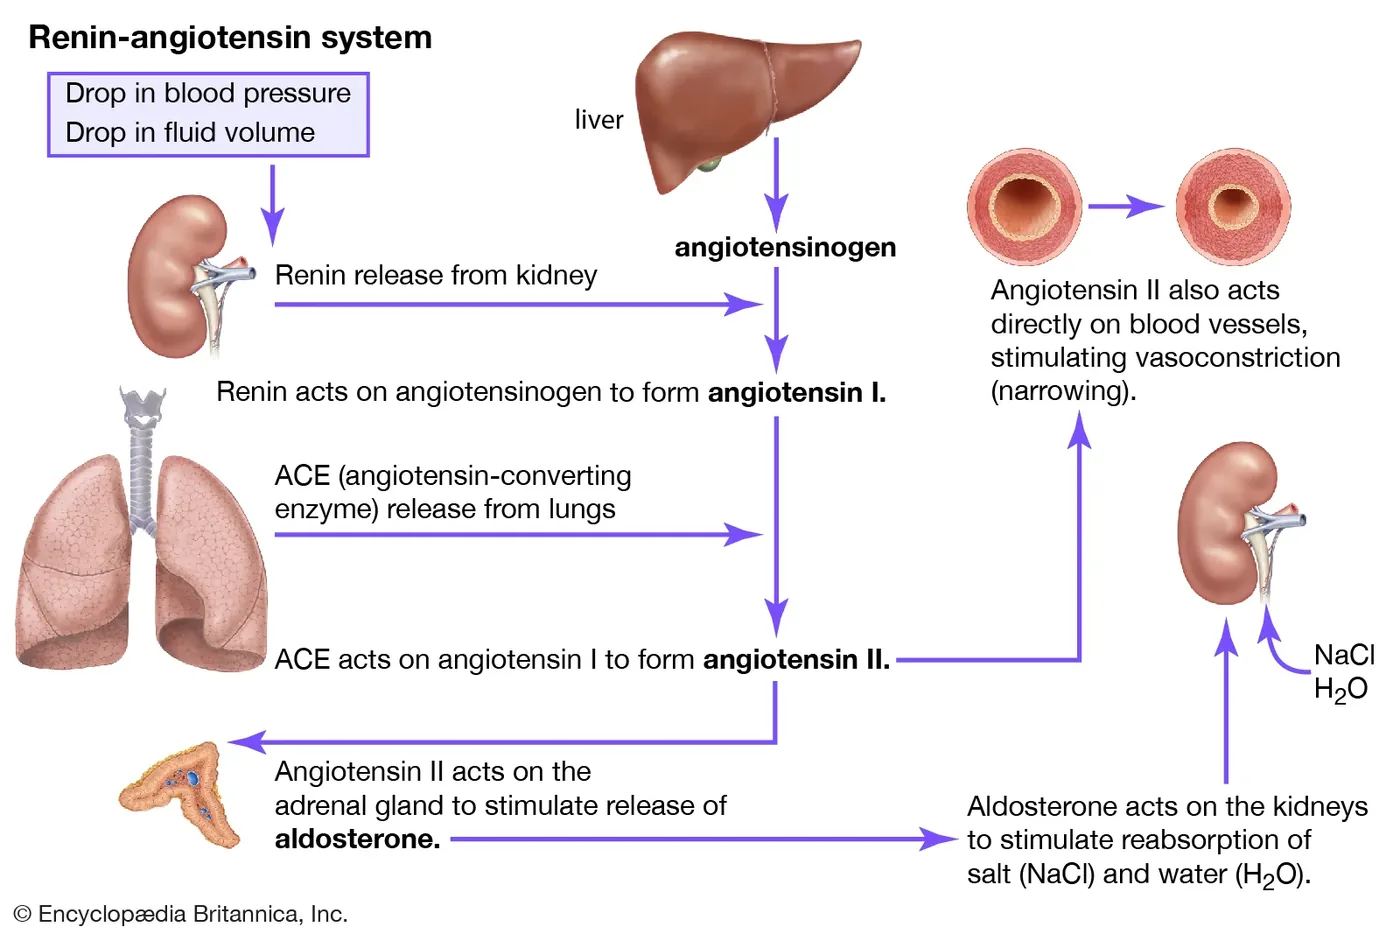 Renin-angiotensin system
Drop in blood pressure
Drop in fluid volume
liver
angiotensinogen
Renin release from kidney
Renin acts on angiotensinogen to form angiotensin I.
ACE (angiotensin-converting
enzyme) release from lungs
ACE acts on angiotensin I to form angiotensin II.
Angiotensin II also acts
directly on blood vessels,
stimulating vasoconstriction
(narrowing).
Angiotensin II acts on the
adrenal gland to stimulate release of
aldosterone.
Aldosterone acts on the kidneys
to stimulate reabsorption of
salt (NaCl) and water (H₂O).
NaCl
H₂O
© Encyclopædia Britannica, Inc.